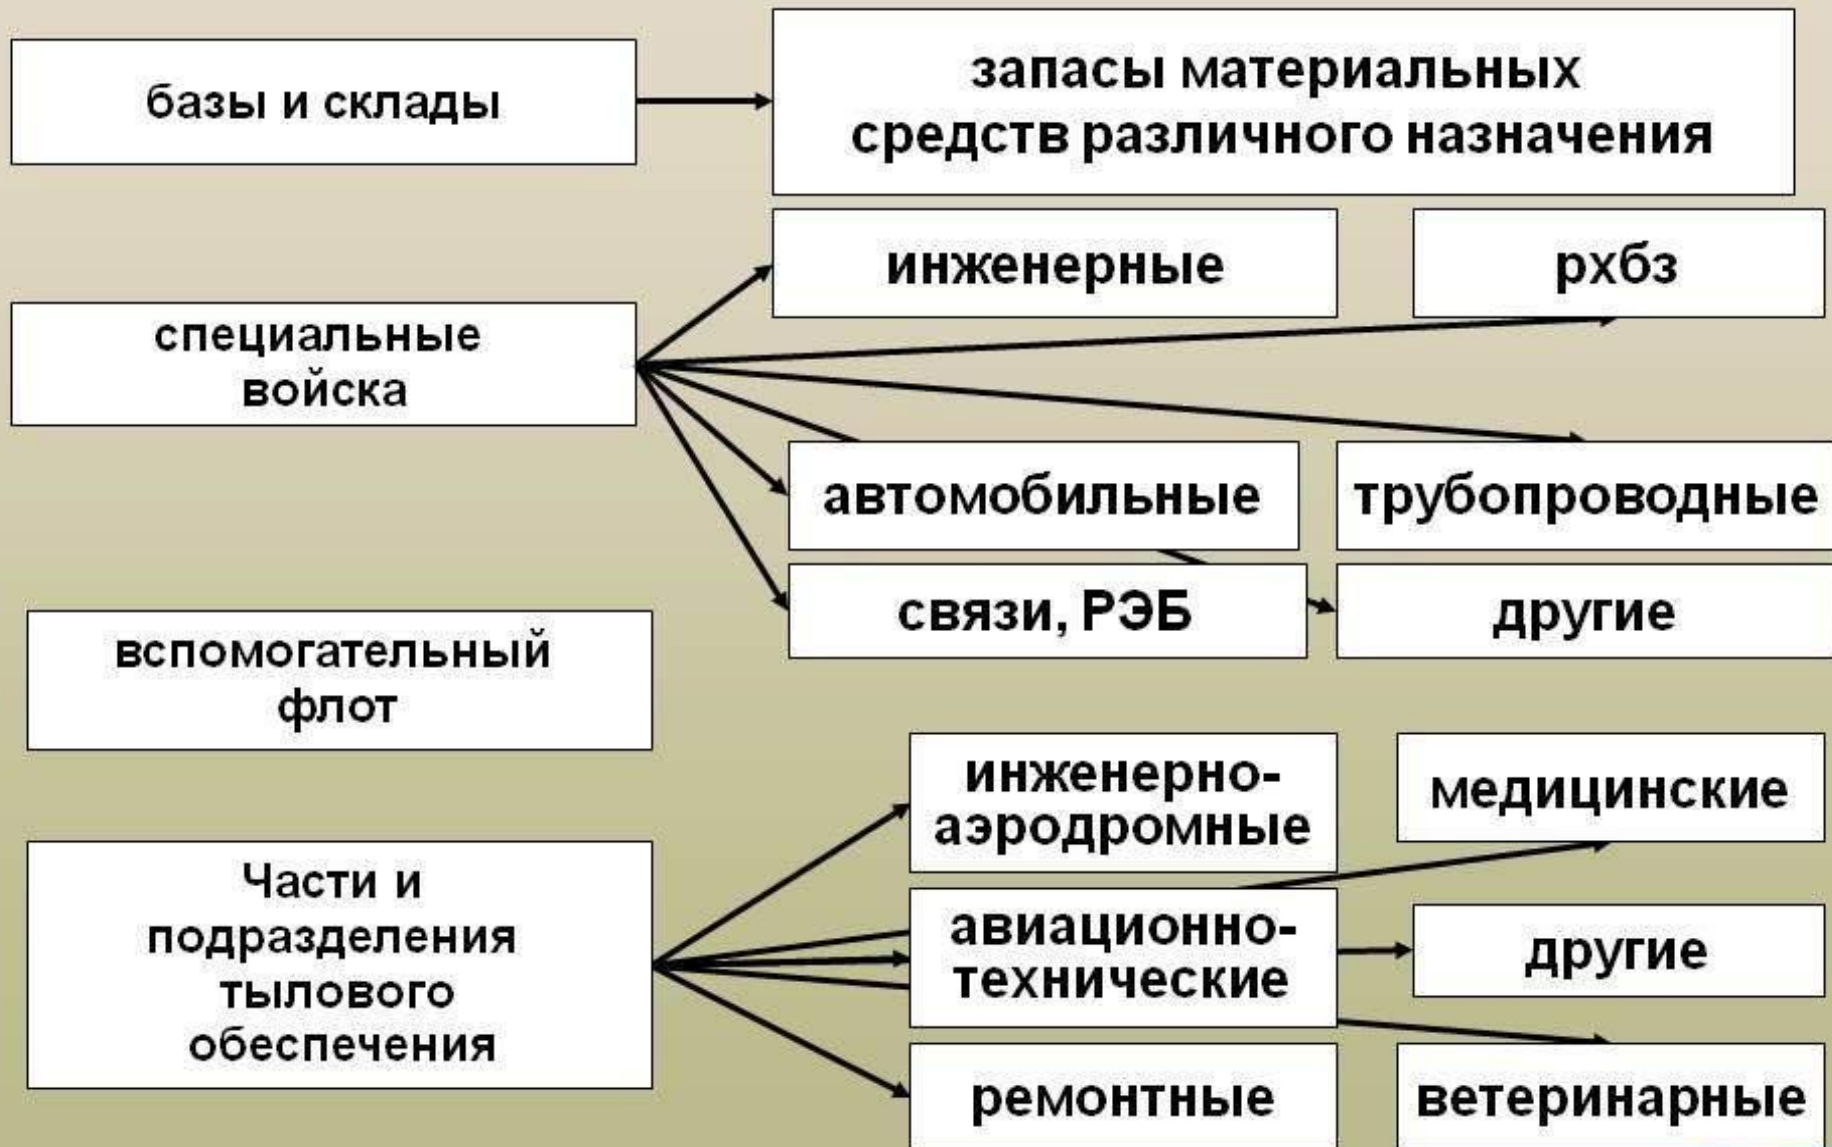 базы и склады
запасы материальных
средств различного назначения
инженерные
рхбз
специальные
войска
автомобильные
трубопроводные
связи, РЭБ
другие
вспомогательный
флот
инженерно-
аэродромные
медицинские
Части и
подразделения
тылового
обеспечения
авиационно-
технические
другие
ремонтные
ветеринарные